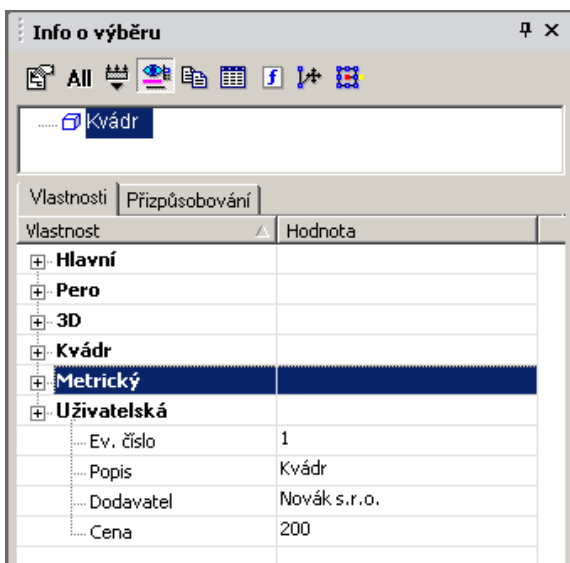 Info o výběru
All
Kvádr
Vlastnosti Přizpůsobování
Vlastnost Hodnota
Hlavní
Pero
3D
Kvádr
Metrický
Uživatelská
Ev. číslo 1
Popis Kvádr
Dodavatel Novák s.r.o.
Cena 200